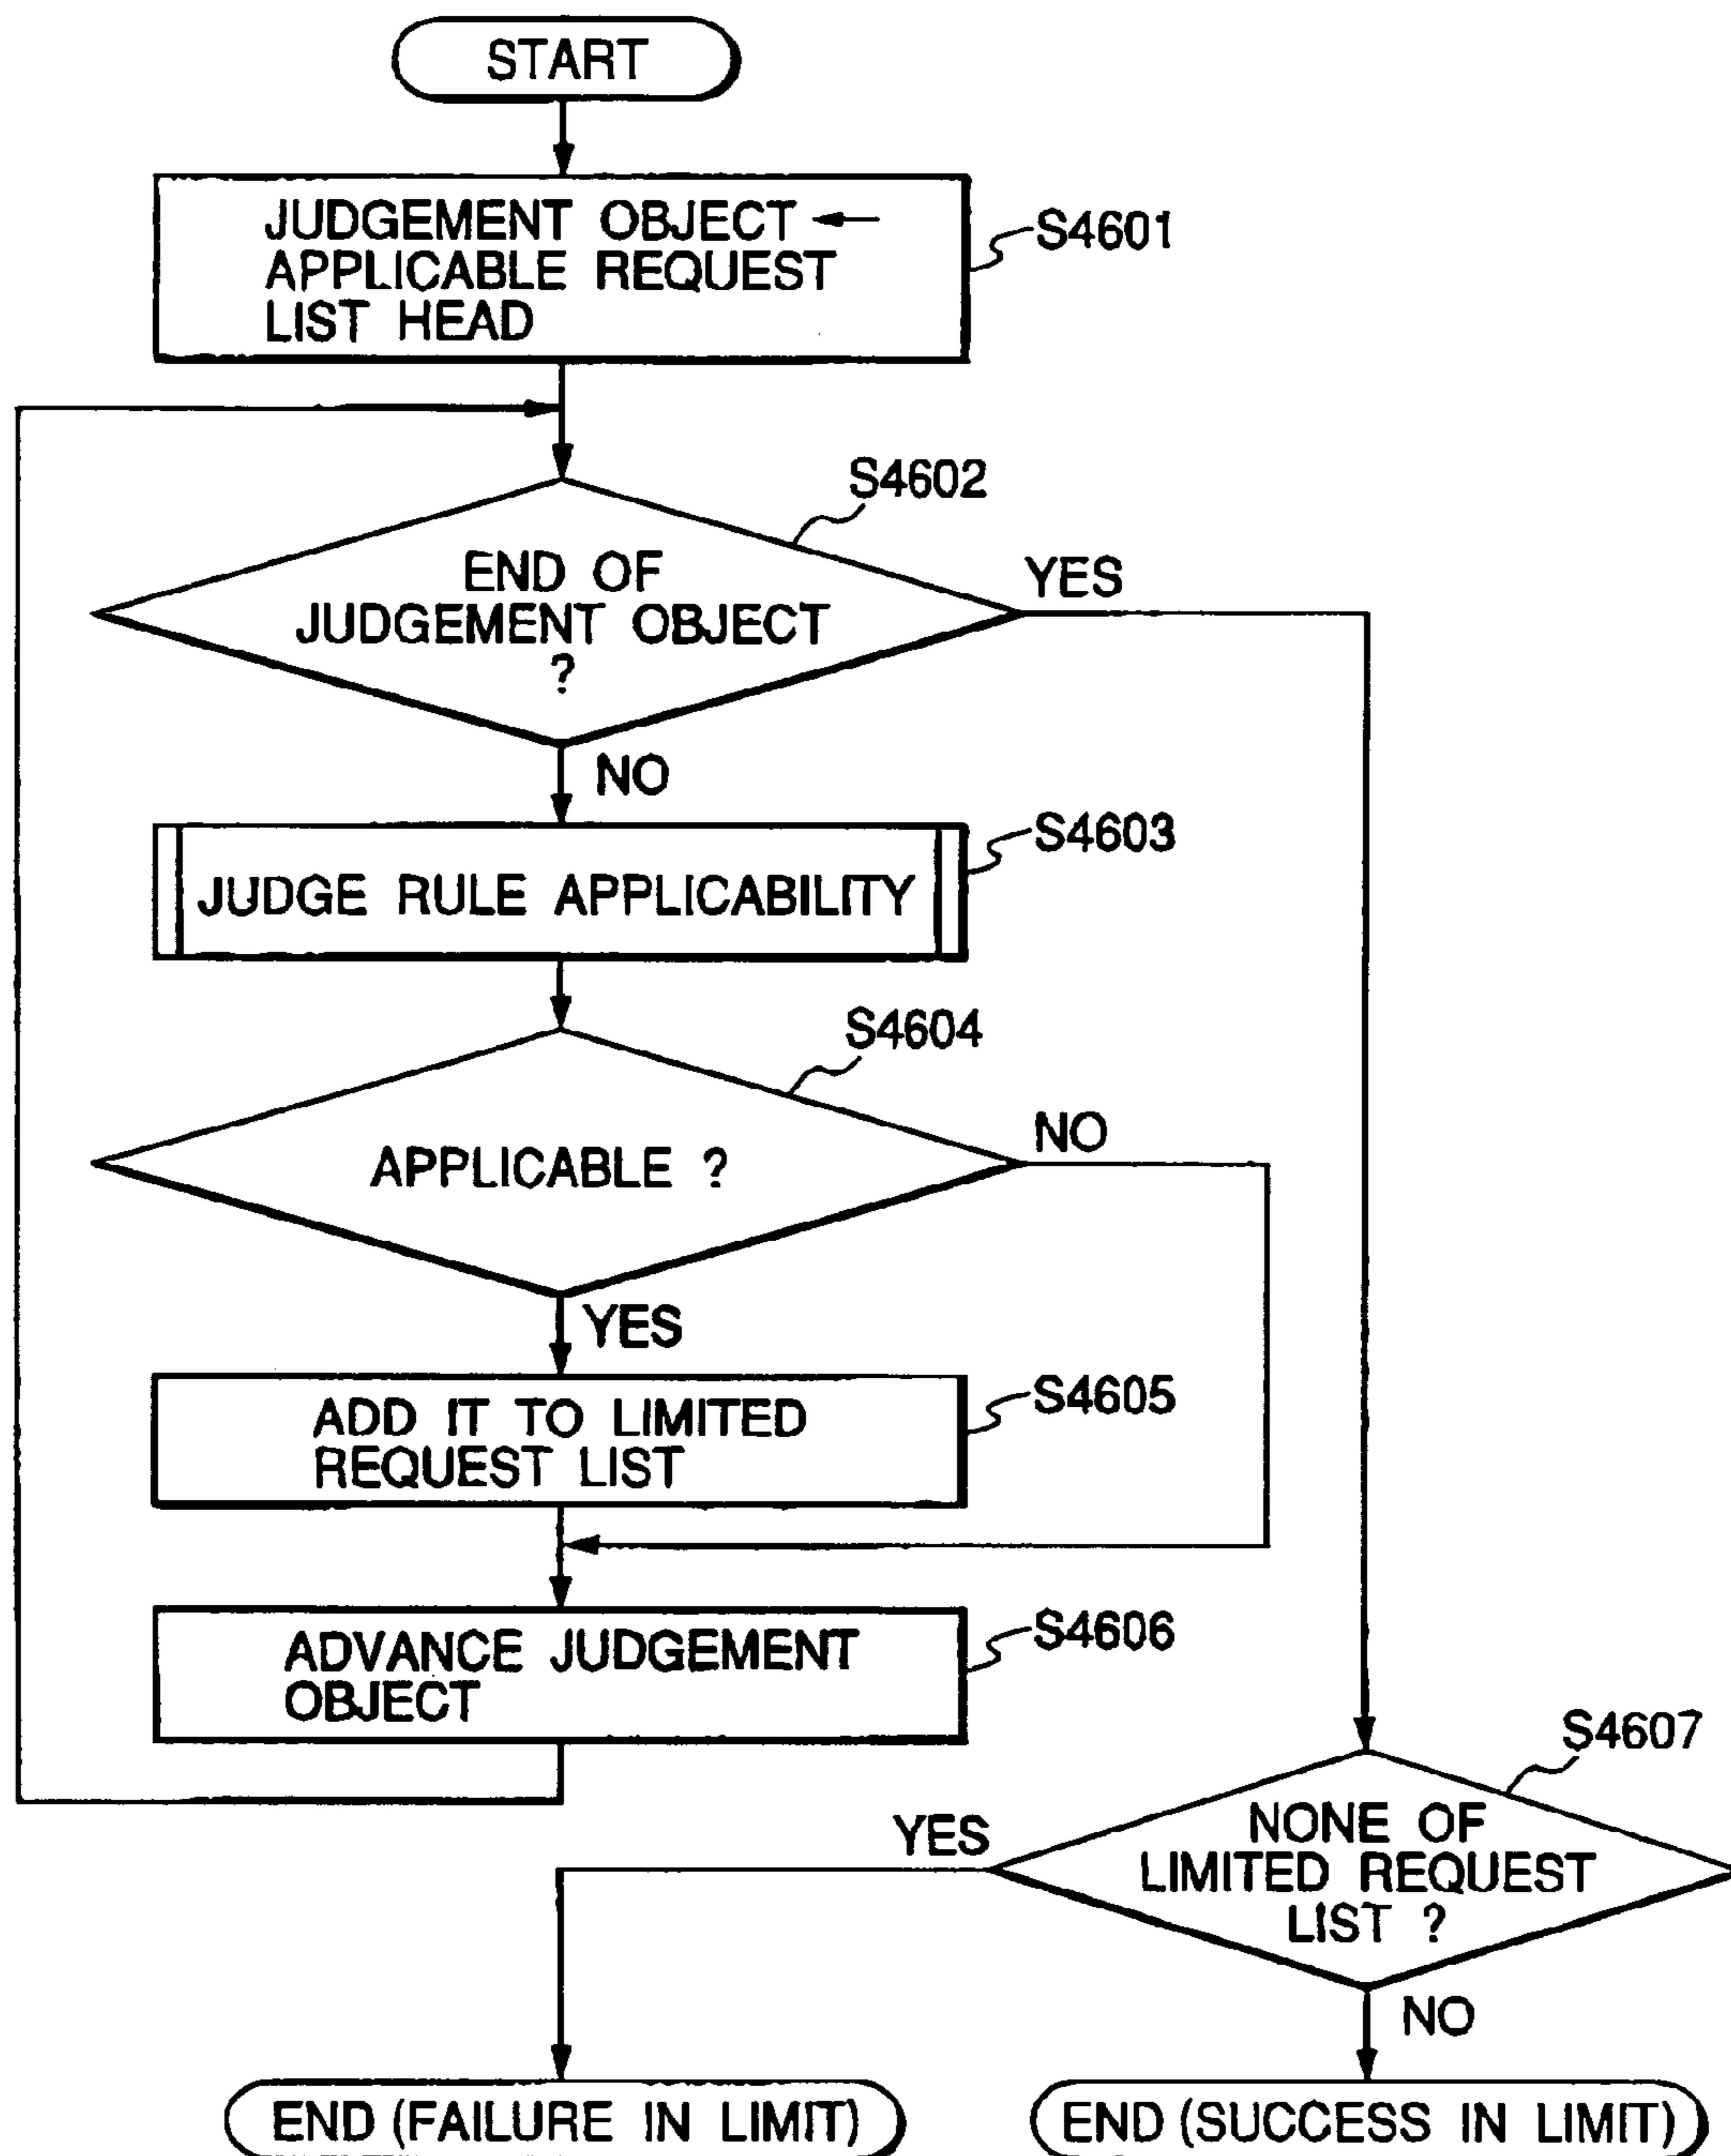 START
JUDGEMENT OBJECT ←
APPLICABLE REQUEST
LIST HEAD
S4601
S4602
END OF
JUDGEMENT OBJECT
?
YES
NO
S4603
JUDGE RULE APPLICABILITY
S4604
APPLICABLE ?
NO
YES
S4605
ADD IT TO LIMITED
REQUEST LIST
S4606
ADVANCE JUDGEMENT
OBJECT
S4607
NONE OF
LIMITED REQUEST
LIST ?
YES
NO
END (FAILURE IN LIMIT)
END (SUCCESS IN LIMIT)